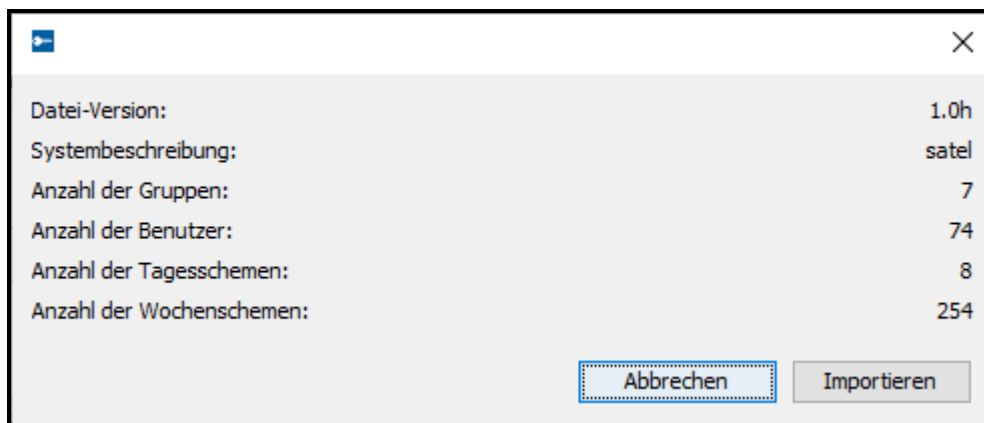 Datei-Version: 1.0h
Systembeschreibung: satel
Anzahl der Gruppen: 7
Anzahl der Benutzer: 74
Anzahl der Tagesschemen: 8
Anzahl der Wochenschemen: 254
Abbrechen Importieren